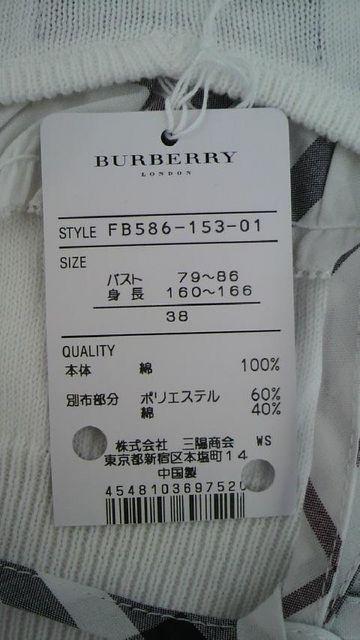 BURBERRY
LONDON
STYLE FB586-153-01
SIZE
バスト 79〜86
身長 160〜166
38
QUALITY
本体 綿 100%
別布部分 ポリエステル 60%
綿 40%
株式会社 三陽商会 WS
東京都新宿区本塩町14
中国製
454810369752